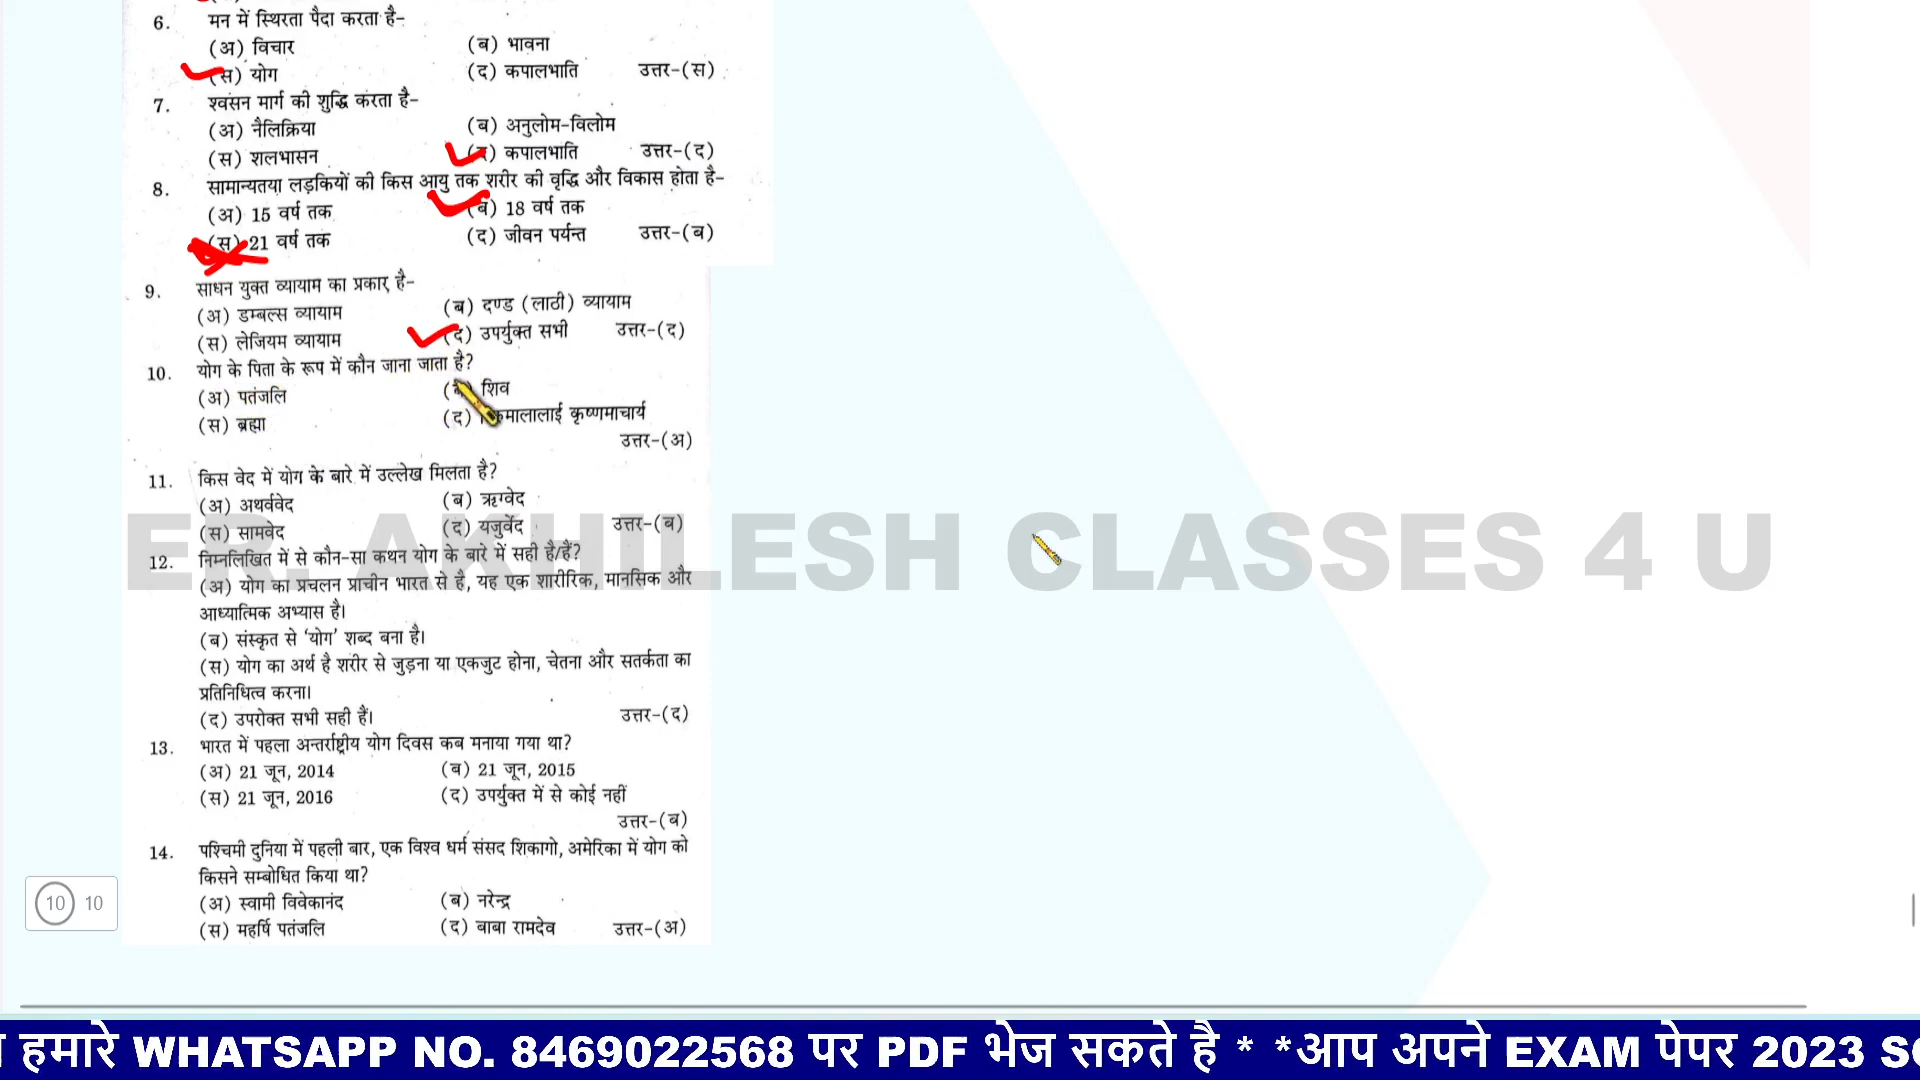 6. मन में स्थिरता पैदा करता है-
(अ) विचार (ब) भावना
(स) योग (द) कपालभाति उत्तर-(स)
7. श्वसन मार्ग की शुद्धि करता है-
(अ) नैलिक्रिया (ब) अनुलोम-विलोम
(स) शलभासन (द) कपालभाति उत्तर-(द)
8. सामान्यतया लड़कियों की किस आयु तक शरीर की वृद्धि और विकास होता है-
(अ) 15 वर्ष तक (ब) 18 वर्ष तक
(स) 21 वर्ष तक (द) जीवन पर्यन्त उत्तर-(ब)
9. साधन युक्त व्यायाम का प्रकार है-
(अ) डम्बल्स व्यायाम (ब) दण्ड (लाठी) व्यायाम
(स) लेजियम व्यायाम (द) उपर्युक्त सभी उत्तर-(द)
10. योग के पिता के रूप में कौन जाना जाता है?
(अ) पतंजलि (ब) शिव
(स) ब्रह्मा (द) कृष्णमाचार्य
उत्तर-(अ)
11. किस वेद में योग के बारे में उल्लेख मिलता है?
(अ) अथर्ववेद (ब) ऋग्वेद
(स) सामवेद (द) यजुर्वेद उत्तर-(ब)
ER. AKHILESH CLASSES 4 U
12. निम्नलिखित में से कौन-सा कथन योग के बारे में सही है/हैं?
(अ) योग का प्रचलन प्राचीन भारत से है, यह एक शारीरिक, मानसिक और
आध्यात्मिक अभ्यास है।
(ब) संस्कृत से 'योग' शब्द बना है।
(स) योग का अर्थ है शरीर से जुड़ना या एकजुट होना, चेतना और सतर्कता का
प्रतिनिधित्व करना।
(द) उपरोक्त सभी सही हैं। उत्तर-(द)
13. भारत में पहला अन्तर्राष्ट्रीय योग दिवस कब मनाया गया था?
(अ) 21 जून, 2014 (ब) 21 जून, 2015
(स) 21 जून, 2016 (द) उपर्युक्त में से कोई नहीं
उत्तर-(ब)
14. पश्चिमी दुनिया में पहली बार, एक विश्व धर्म संसद शिकागो, अमेरिका में योग को
किसने सम्बोधित किया था?
(अ) स्वामी विवेकानंद (ब) नरेन्द्र
(स) महर्षि पतंजलि (द) बाबा रामदेव उत्तर-(अ)
10 10
हमारे WHATSAPP NO. 8469022568 पर PDF भेज सकते है * *आप अपने EXAM पेपर 2023